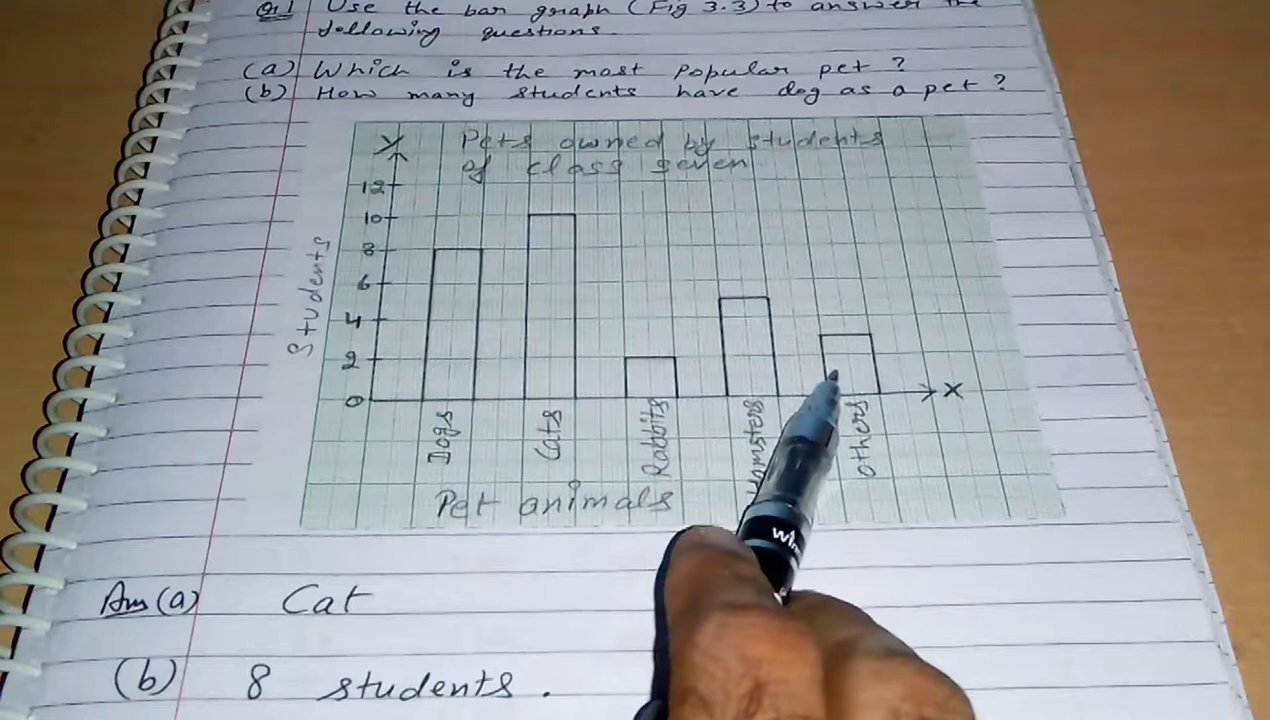 Q.1 Use the bar graph (Fig 3.3) to answer the
following questions.
(a) Which is the most popular pet ?
(b) How many students have dog as a pet ?
Y Pets owned by students
of class seven
12
10
8
6
4
2
0
Students
X
Dogs
Cats
Rabbits
Hamsters
others
Pet animals
Ans (a) Cat
(b) 8 students.